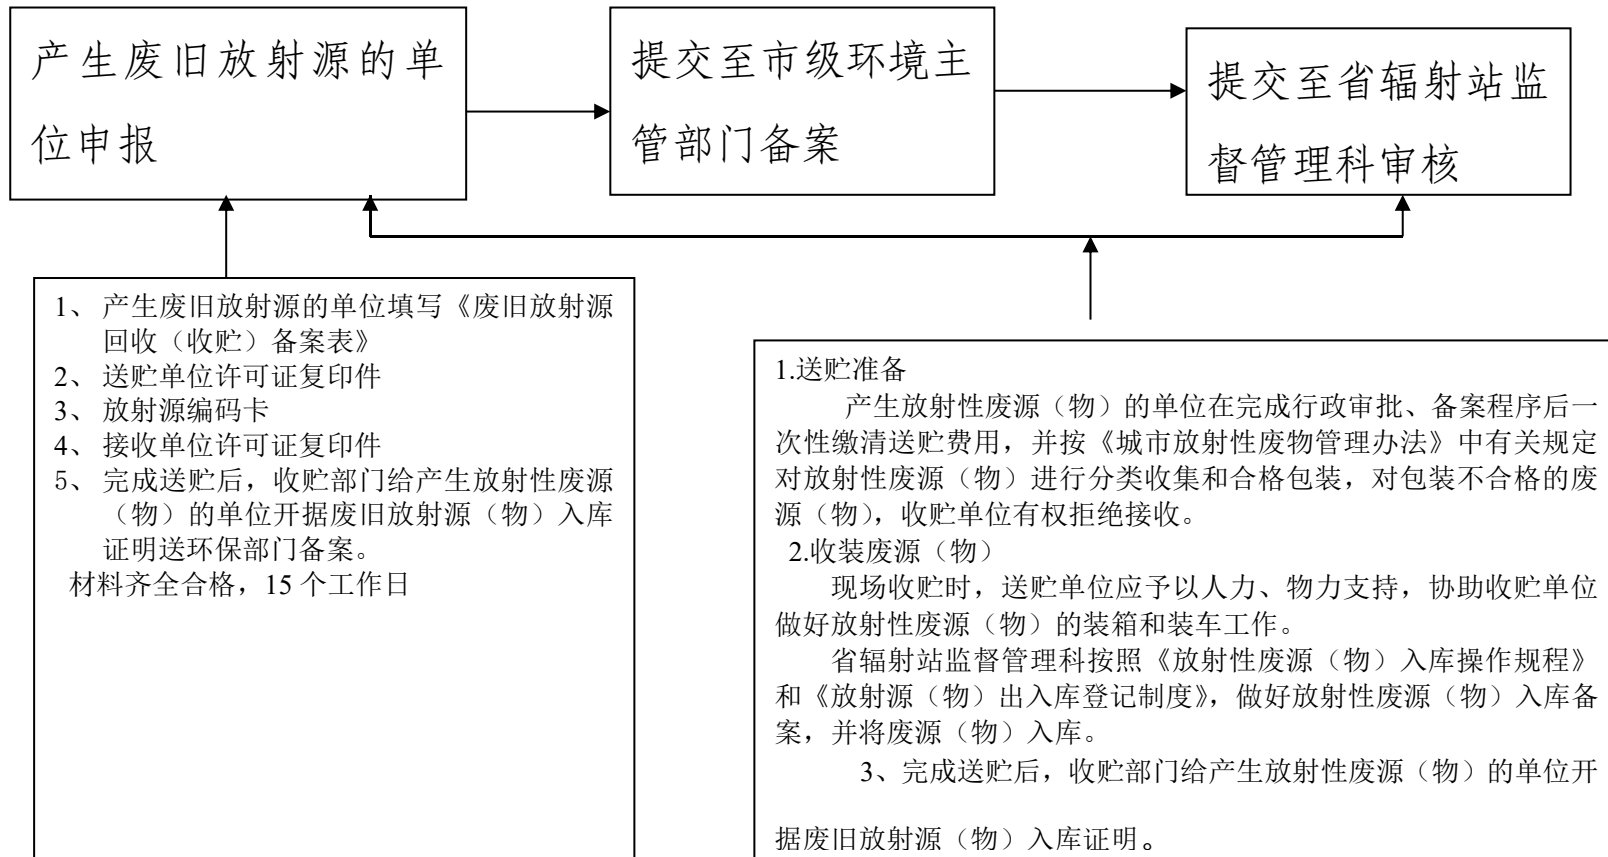 产生废旧放射源的单
位申报
提交至市级环境主
管部门备案
提交至省辐射站监
督管理科审核
1、 产生废旧放射源的单位填写《废旧放射源
回收（收贮）备案表》
2、 送贮单位许可证复印件
3、 放射源编码卡
4、 接收单位许可证复印件
5、 完成送贮后，收贮部门给产生放射性废源
（物）的单位开据废旧放射源（物）入库
证明送环保部门备案。
材料齐全合格，15 个工作日
1.送贮准备
产生放射性废源（物）的单位在完成行政审批、备案程序后一
次性缴清送贮费用，并按《城市放射性废物管理办法》中有关规定
对放射性废源（物）进行分类收集和合格包装，对包装不合格的废
源（物），收贮单位有权拒绝接收。
2.收装废源（物）
现场收贮时，送贮单位应予以人力、物力支持，协助收贮单位
做好放射性废源（物）的装箱和装车工作。
省辐射站监督管理科按照《放射性废源（物）入库操作规程》
和《放射源（物）出入库登记制度》，做好放射性废源（物）入库备
案，并将废源（物）入库。
3、完成送贮后，收贮部门给产生放射性废源（物）的单位开
据废旧放射源（物）入库证明。